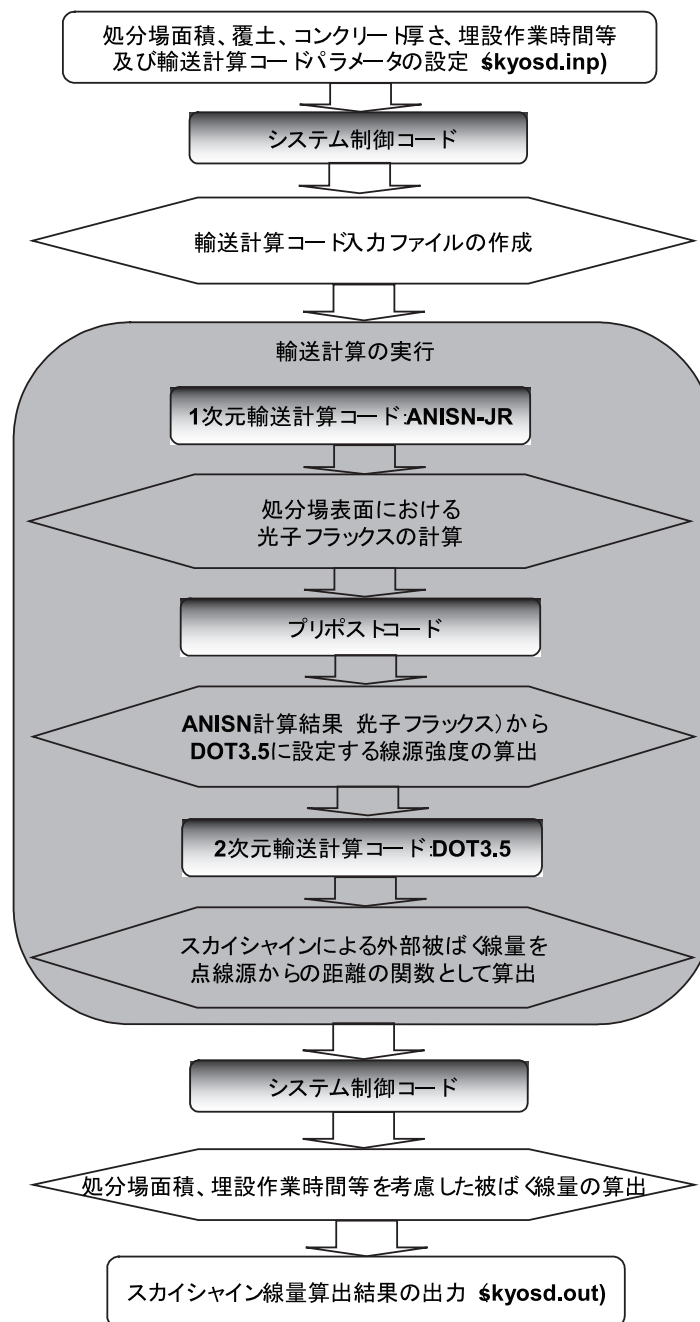 処分場面積、覆土、コンクリート厚さ、埋設作業時間等
及び輸送計算コードパラメータの設定 (skyosd.inp)
システム制御コード
輸送計算コード入力ファイルの作成
輸送計算の実行
1次元輸送計算コード:ANISN-JR
処分場表面における
光子フラックスの計算
プリポストコード
ANISN計算結果(光子フラックス)から
DOT3.5に設定する線源強度の算出
2次元輸送計算コード:DOT3.5
スカイシャインによる外部被ばく線量を
点線源からの距離の関数として算出
システム制御コード
処分場面積、埋設作業時間等を考慮した被ばく線量の算出
スカイシャイン線量算出結果の出力 (skyosd.out)